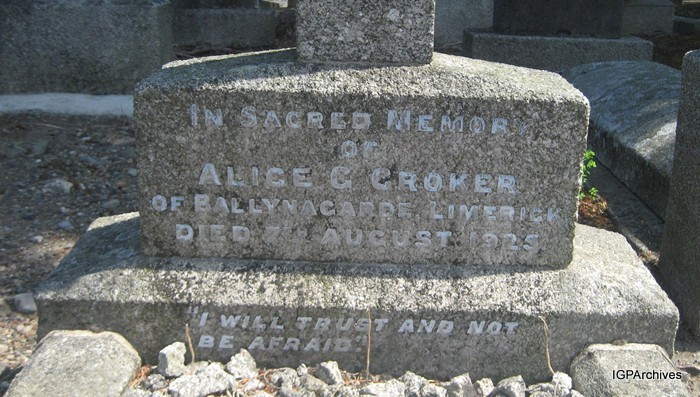 In Sacred Memory
of
Alice G Croker
of Ballynagarde, Limerick
Died 7th August 1925
"I will trust and not
be afraid."
IGPArchives